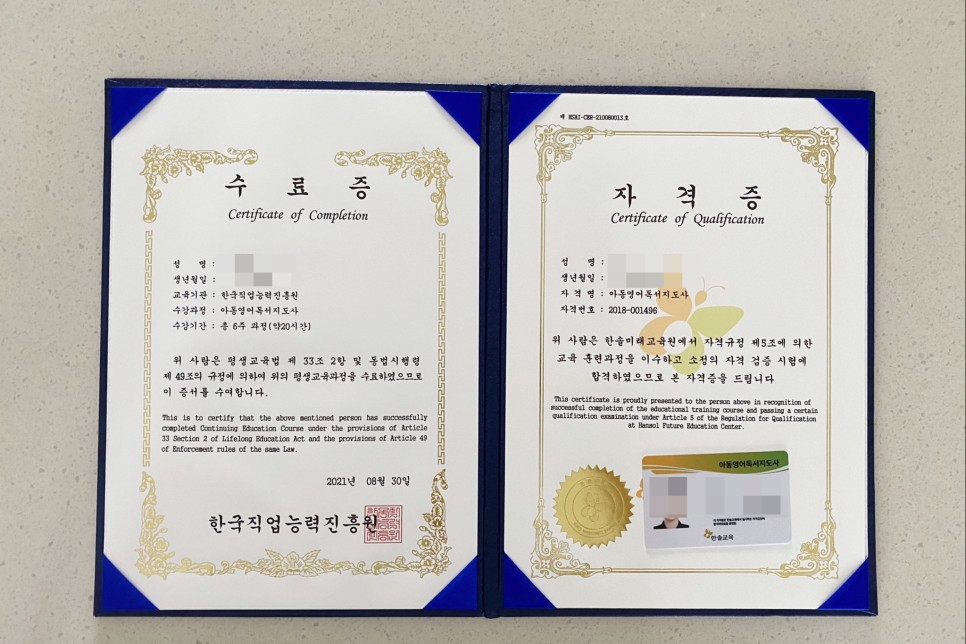 수 료 증
Certificate of Completion
성 명 :
생년월일 :
교육기관 : 한국직업능력진흥원
수강과정 : 아동영어독서지도사
수강기간 : 총 6주 과정(약20시간)
위 사람은 평생교육법 제 33조 2항 및 동법시행령
제 49조의 규정에 의하여 위의 평생교육과정을 수료하였으므로
이 증서를 수여합니다.
This is to certify that the above mentioned person has successfully
completed Continuing Education Course under the provisions of Article
33 Section 2 of Lifelong Education Act and the provisions of Article 49
of Enforcement rules of the same Law.
2021년 08월 30일
한국직업능력진흥원
제 RSRI-CER-210080013호
자 격 증
Certificate of Qualification
성 명 :
생년월일 :
자 격 명 : 아동영어독서지도사
자격번호 : 2018-001496
위 사람은 한솔미래교육원에서 자격규정 제5조에 의한
교육 훈련과정을 이수하고 소정의 자격 검증 시험에
합격하였으므로 본 자격증을 드립니다
This certificate is proudly presented to the person above in recognition of
successful completion of the educational training course and passing a certain
qualification examination under Article 5 of the Regulation for Qualification
at Hansol Future Education Center.
아동영어독서지도사
한솔교육